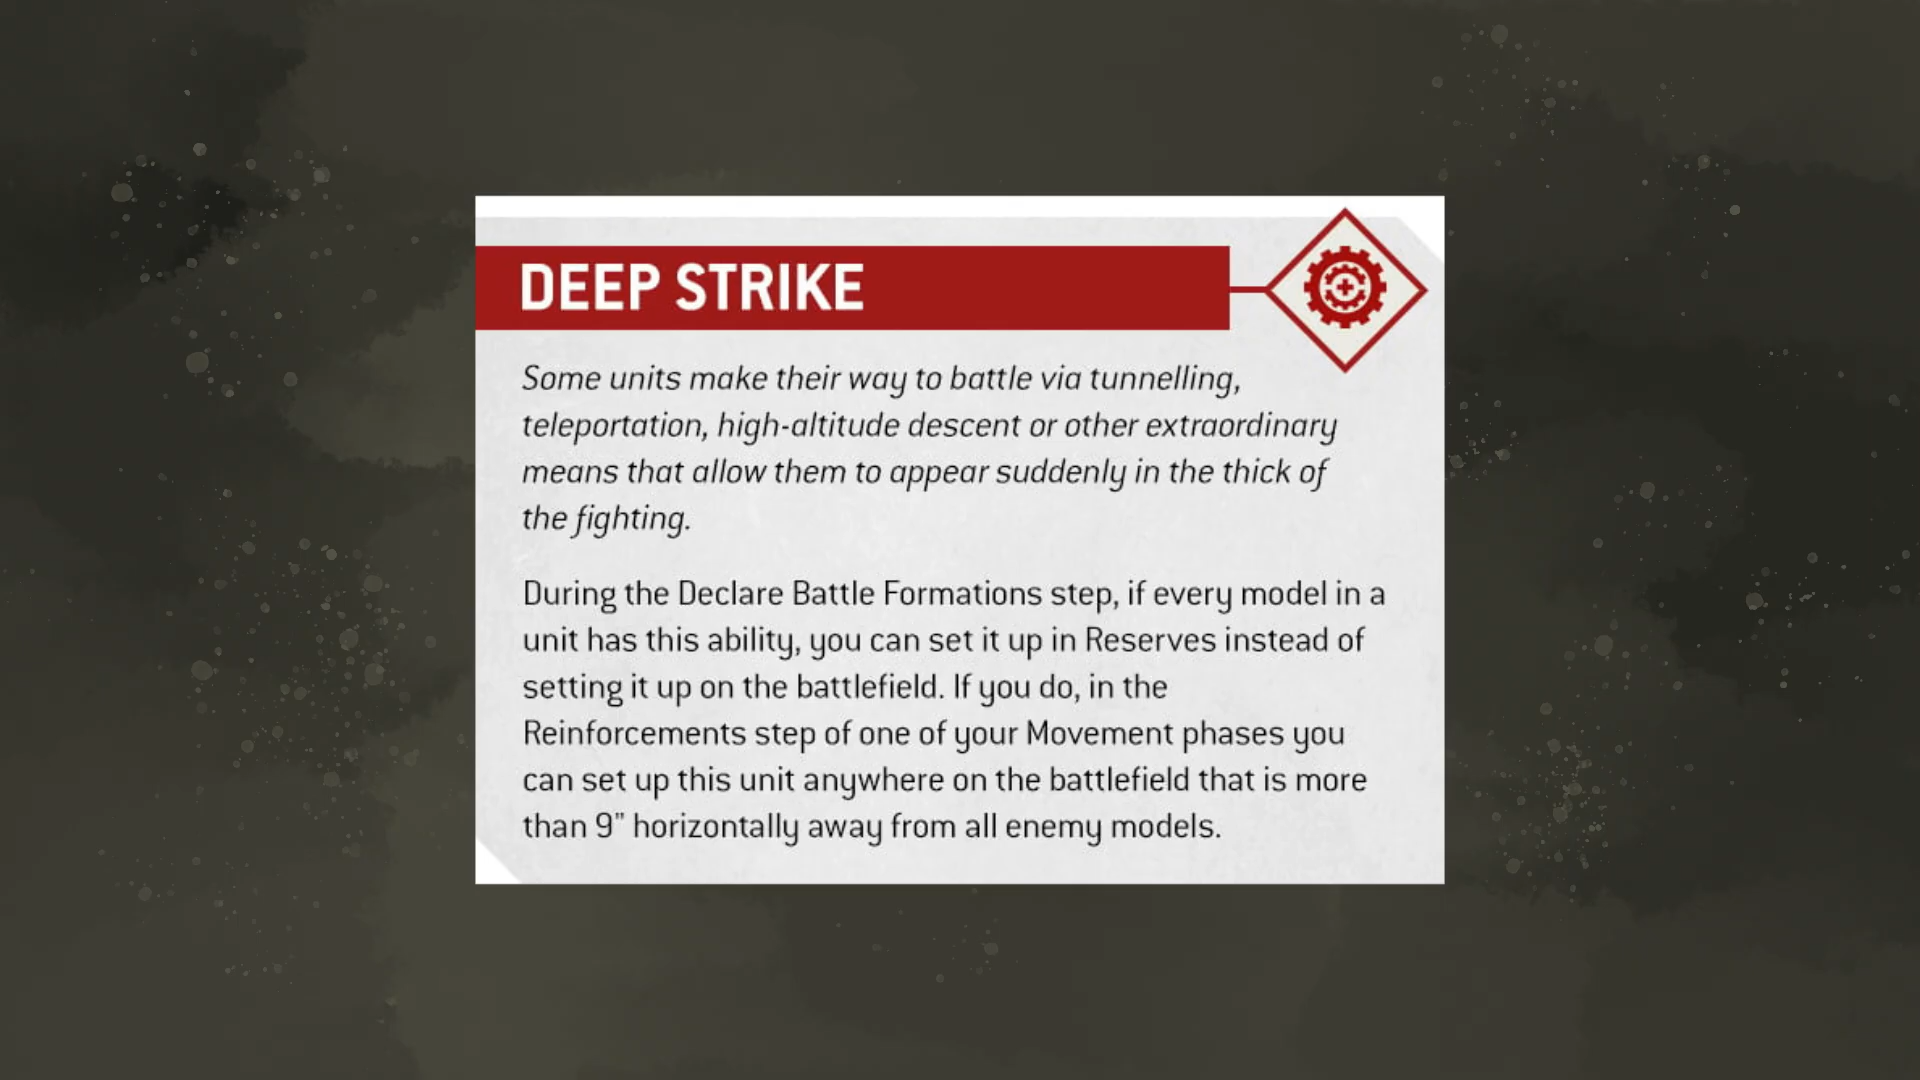 DEEP STRIKE
Some units make their way to battle via tunnelling,
teleportation, high-altitude descent or other extraordinary
means that allow them to appear suddenly in the thick of
the fighting.
During the Declare Battle Formations step, if every model in a
unit has this ability, you can set it up in Reserves instead of
setting it up on the battlefield. If you do, in the
Reinforcements step of one of your Movement phases you
can set up this unit anywhere on the battlefield that is more
than 9" horizontally away from all enemy models.